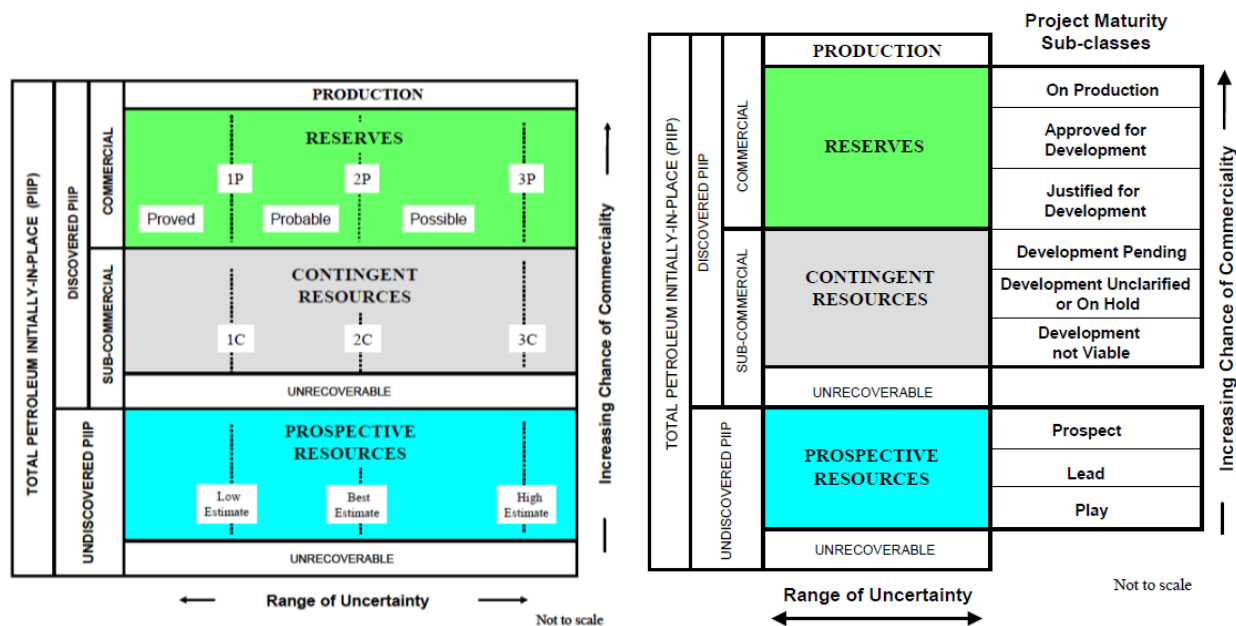 TOTAL PETROLEUM INITIALLY-IN-PLACE (PIIP)
DISCOVERED PIIP
UNDISCOVERED PIIP
COMMERCIAL
SUB-COMMERCIAL
PRODUCTION
RESERVES
1P
2P
3P
Proved
Probable
Possible
CONTINGENT
RESOURCES
1C
2C
3C
UNRECOVERABLE
PROSPECTIVE
RESOURCES
Low
Estimate
Best
Estimate
High
Estimate
UNRECOVERABLE
Increasing Chance of Commerciality
Range of Uncertainty
Not to scale
Project Maturity
Sub-classes
TOTAL PETROLEUM INITIALLY-IN-PLACE (PIIP)
DISCOVERED PIIP
UNDISCOVERED PIIP
COMMERCIAL
SUB-COMMERCIAL
PRODUCTION
RESERVES
On Production
Approved for
Development
Justified for
Development
CONTINGENT
RESOURCES
Development Pending
Development Unclarified
or On Hold
Development
not Viable
UNRECOVERABLE
PROSPECTIVE
RESOURCES
Prospect
Lead
Play
UNRECOVERABLE
Increasing Chance of Commerciality
Range of Uncertainty
Not to scale